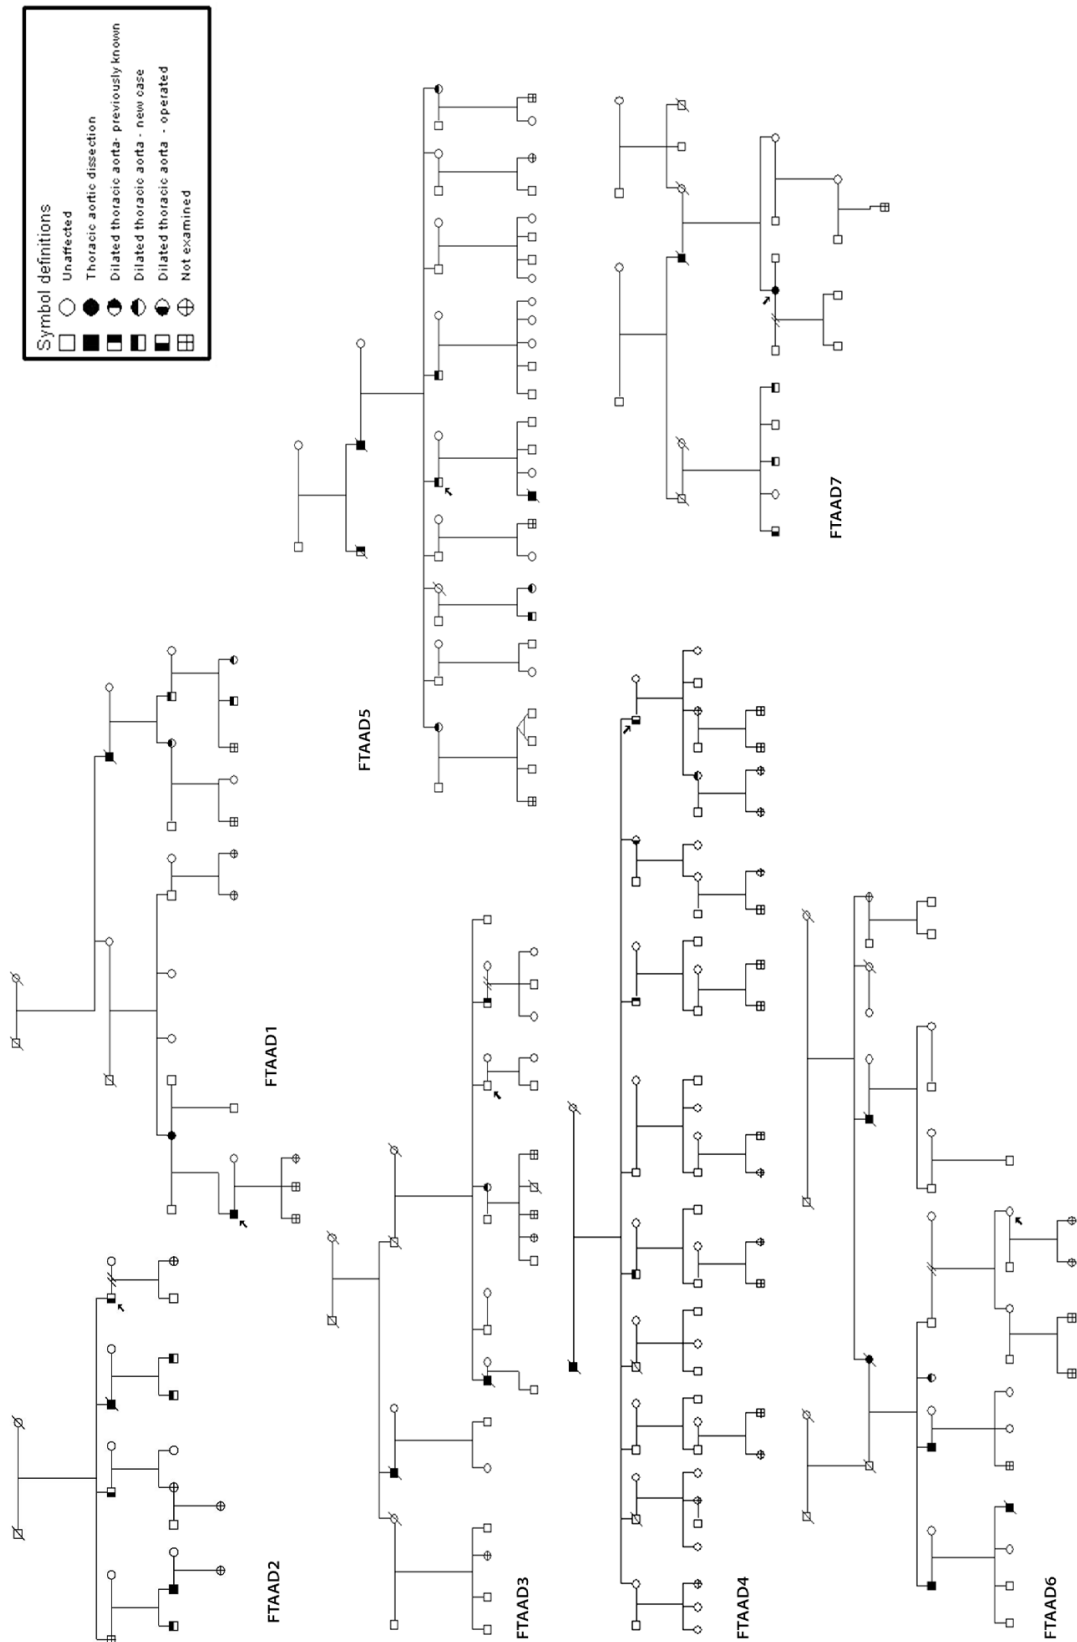 Symbol definitions
Unaffected
Thoracic aortic dissection
Dilated thoracic aorta- previously known
Dilated thoracic aorta - new case
Dilated thoracic aorta - operated
Not examined
FTAAD1
FTAAD2
FTAAD3
FTAAD4
FTAAD5
FTAAD6
FTAAD7